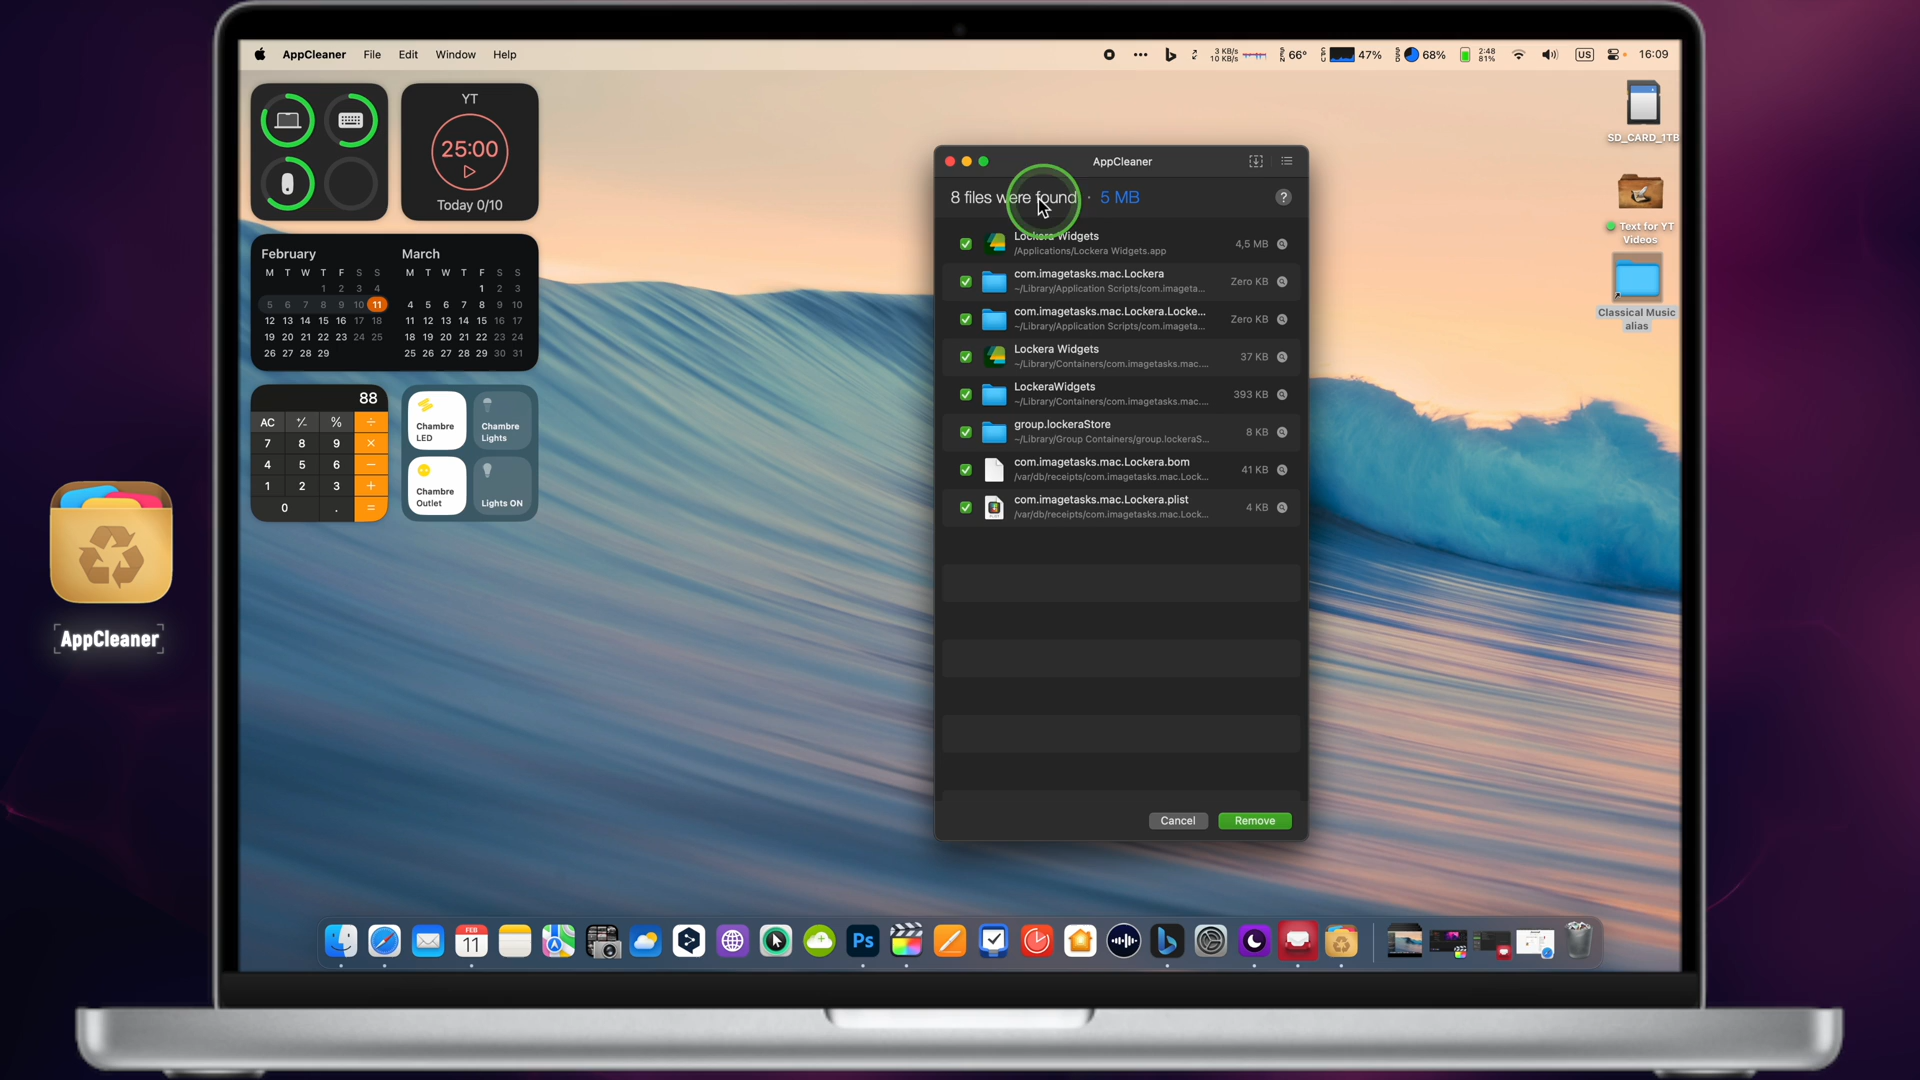 AppCleaner File Edit Window Help
3 KB/s
10 KB/s
66° 47% 68% 2:48
81%
US 16:09
YT
25:00
Today 0/10
February
M T W T F S S
1 2 3 4
5 6 7 8 9 10 11
12 13 14 15 16 17 18
19 20 21 22 23 24 25
26 27 28 29
March
M T W T F S S
1 2 3
4 5 6 7 8 9 10
11 12 13 14 15 16 17
18 19 20 21 22 23 24
25 26 27 28 29 30 31
88
AC +⁄- % ÷
7 8 9 ×
4 5 6 −
1 2 3 +
0 . =
Chambre
LED
Chambre
Lights
Chambre
Outlet
Lights ON
AppCleaner
AppCleaner
8 files were found · 5 MB
?
Lockera Widgets
/Applications/Lockera Widgets.app
4,5 MB
com.imagetasks.mac.Lockera
~/Library/Application Scripts/com.imageta...
Zero KB
com.imagetasks.mac.Lockera.Locke...
~/Library/Application Scripts/com.imageta...
Zero KB
Lockera Widgets
~/Library/Containers/com.imagetasks.mac....
37 KB
LockeraWidgets
~/Library/Containers/com.imagetasks.mac....
393 KB
group.lockeraStore
~/Library/Group Containers/group.lockeraS...
8 KB
com.imagetasks.mac.Lockera.bom
/var/db/receipts/com.imagetasks.mac.Lock...
41 KB
com.imagetasks.mac.Lockera.plist
/var/db/receipts/com.imagetasks.mac.Lock...
4 KB
Cancel Remove
SD_CARD_1TB
Text for YT
Videos
Classical Music
alias
FEB
11
Ps